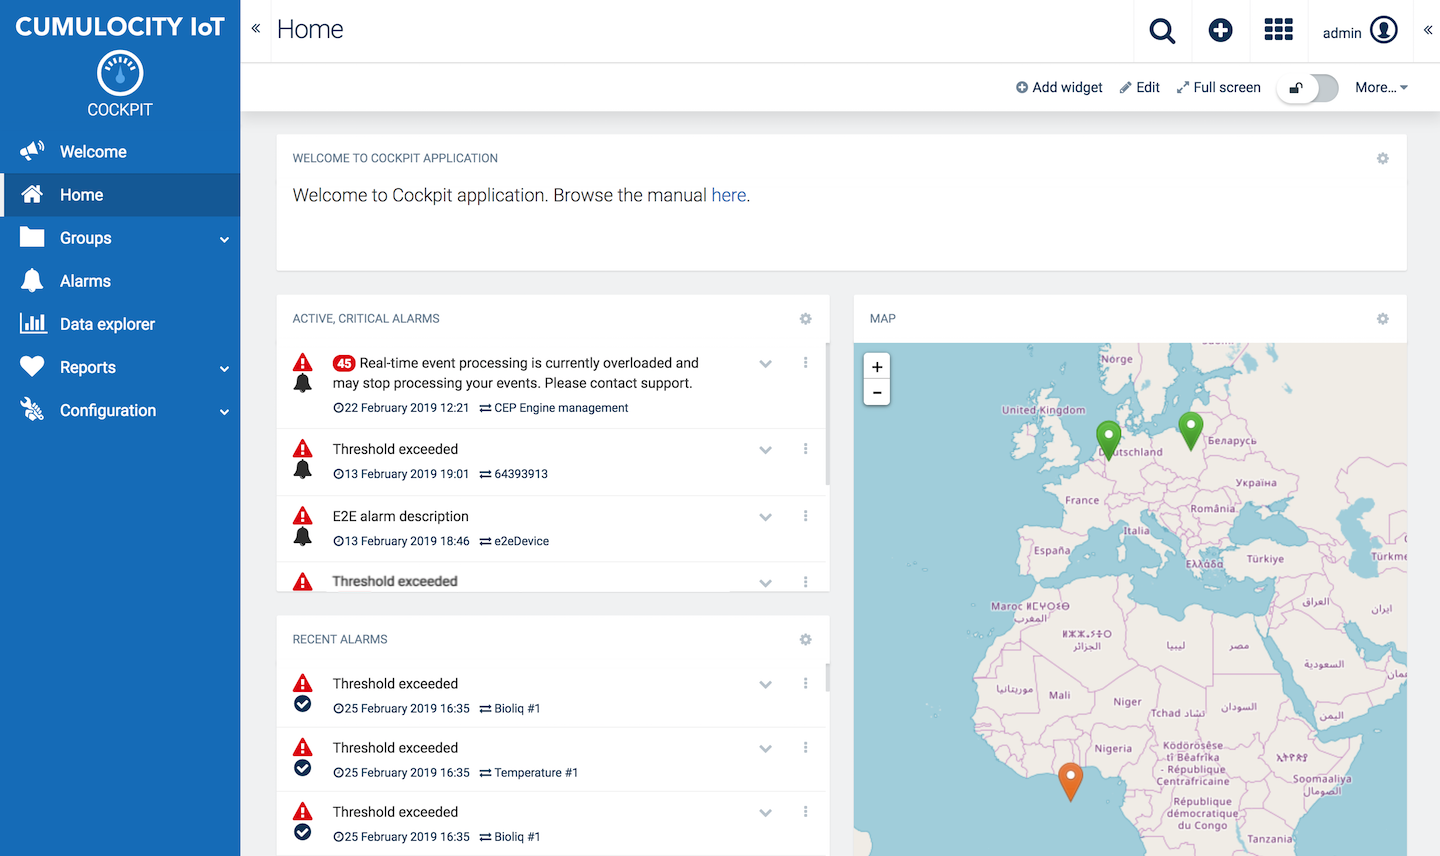 CUMULOCITY IoT
COCKPIT
Welcome
Home
Groups
Alarms
Data explorer
Reports
Configuration
Home
admin
Add widget
Edit
Full screen
More...
WELCOME TO COCKPIT APPLICATION
Welcome to Cockpit application. Browse the manual here.
ACTIVE, CRITICAL ALARMS
45 Real-time event processing is currently overloaded and
may stop processing your events. Please contact support.
22 February 2019 12:21 CEP Engine management
Threshold exceeded
13 February 2019 19:01 64393913
E2E alarm description
13 February 2019 18:46 e2eDevice
Threshold exceeded
RECENT ALARMS
Threshold exceeded
25 February 2019 16:35 Bioliq #1
Threshold exceeded
25 February 2019 16:35 Temperature #1
Threshold exceeded
25 February 2019 16:35 Bioliq #1
MAP
+
−
Norge
United Kingdom
Deutschland
Беларусь
Україна
France
România
Italia
España
Ελλάδα
Türkiye
Türkme
Maroc ⵍⵎⵖⵔⵉⴱ
المغرب
الجزائر
ليبيا
مصر
العراق
ایران
السعودية
عمان
موريتانيا
Mali
Niger
Tchad تشاد
السودان
اليمن
Nigeria
Ködörösêse
tî Bêafrîka
- République
Centrafricaine
Soomaaliya
الصومال
République
démocratique
du Congo
Tanzania